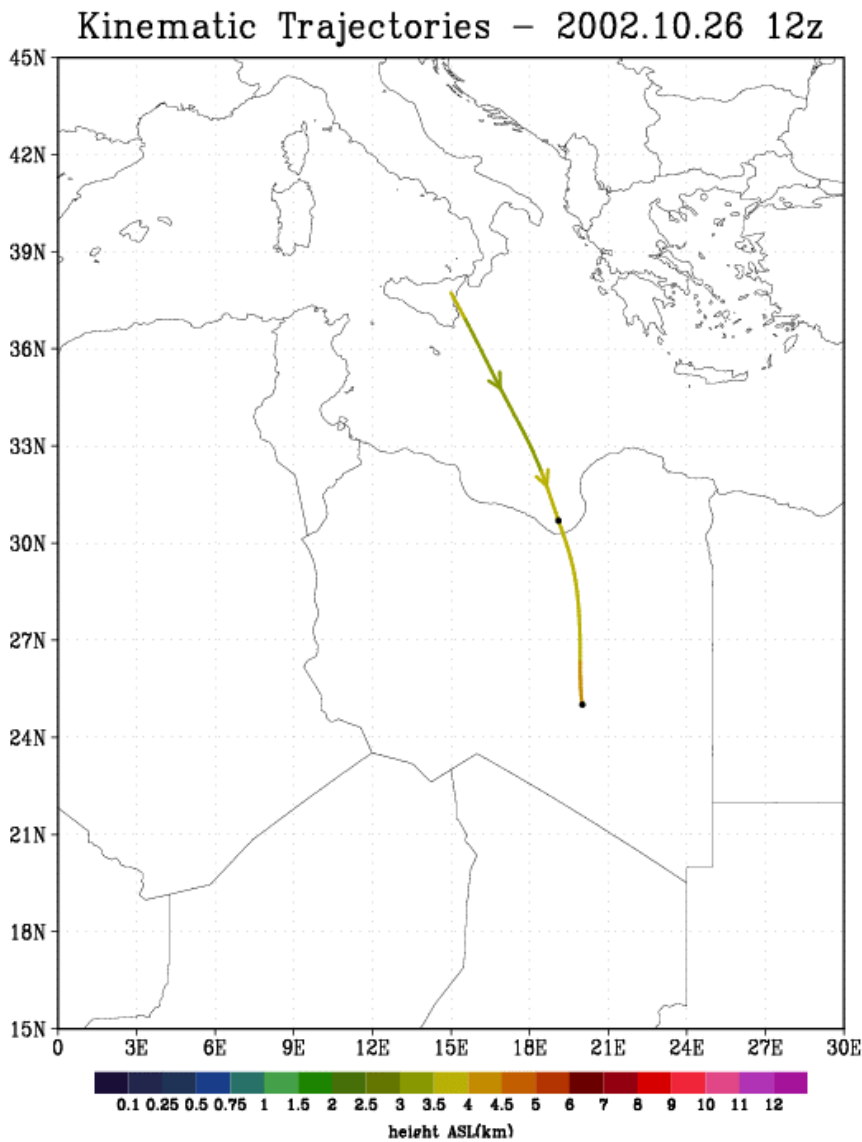 Kinematic Trajectories – 2002.10.26 12z
45N
42N
39N
36N
33N
30N
27N
24N
21N
18N
15N
0 3E 6E 9E 12E 15E 18E 21E 24E 27E 30E
0.1 0.25 0.5 0.75 1 1.5 2 2.5 3 3.5 4 4.5 5 6 7 8 9 10 11 12
height ASL(km)